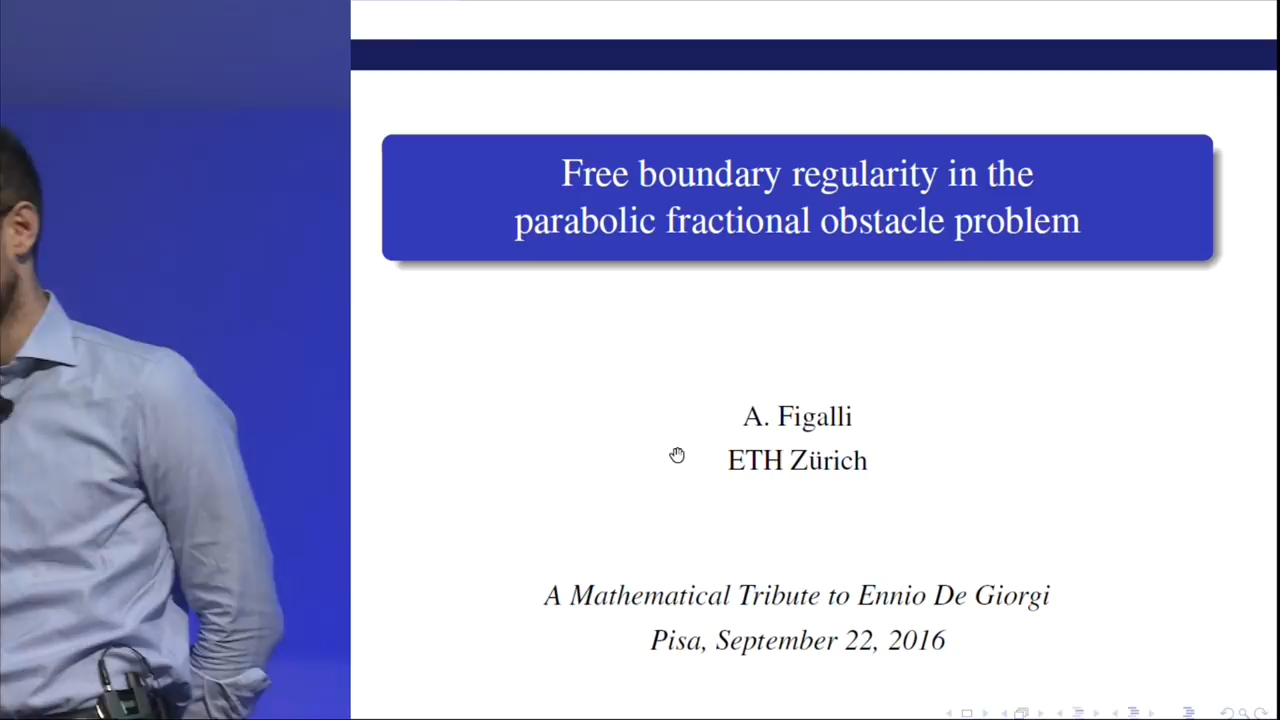 Free boundary regularity in the
parabolic fractional obstacle problem
A. Figalli
ETH Zürich
A Mathematical Tribute to Ennio De Giorgi
Pisa, September 22, 2016